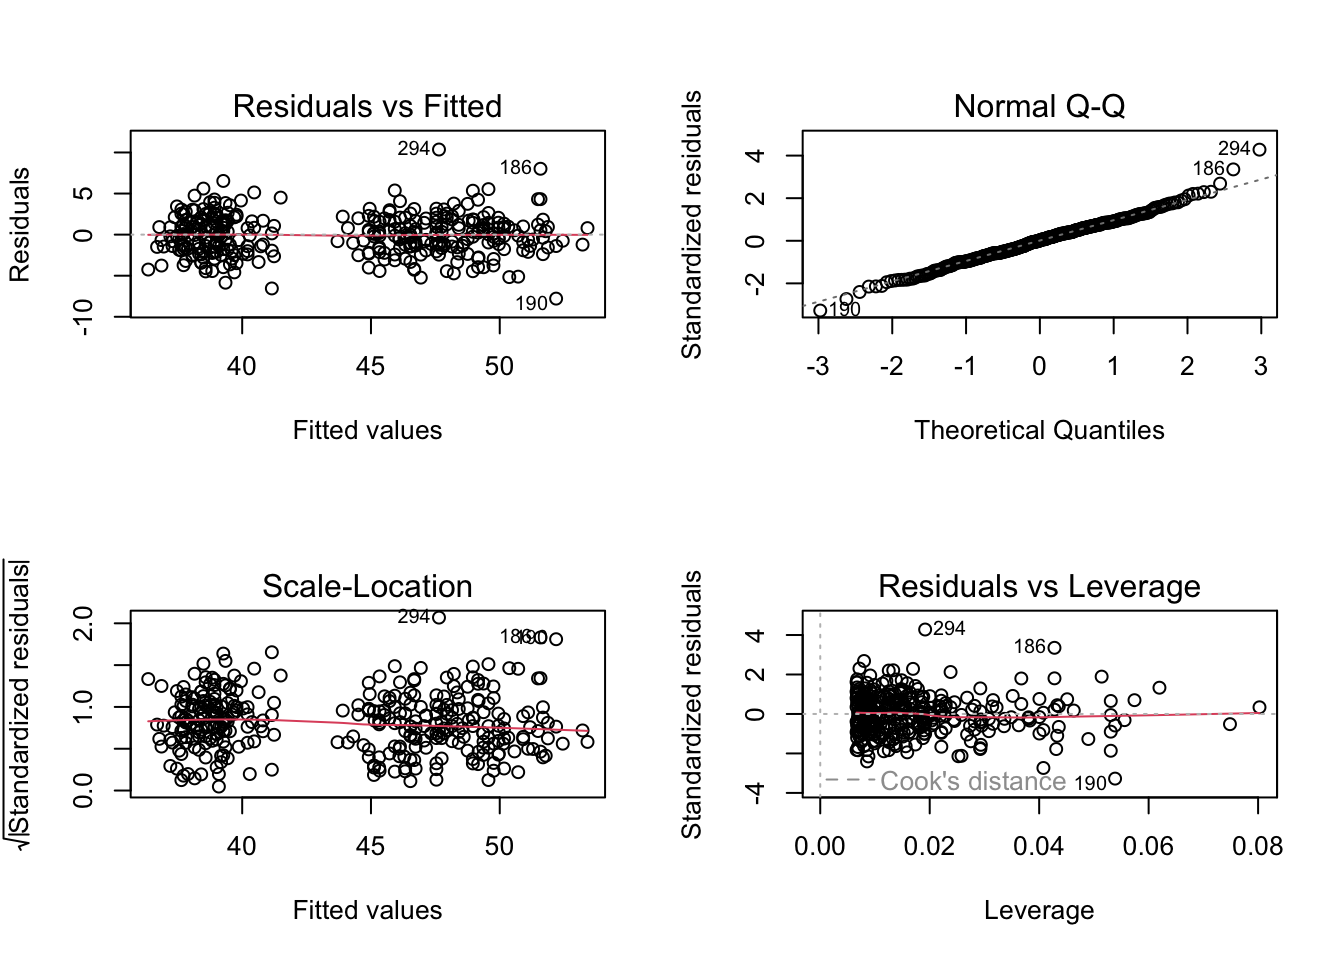 Residuals vs Fitted
Residuals
5
0
-10
294
186
190
40 45 50
Fitted values
Normal Q-Q
Standardized residuals
4
2
0
-2
294
186
190
-3 -2 -1 0 1 2 3
Theoretical Quantiles
Scale-Location
√|Standardized residuals|
2.0
1.0
0.0
294
186
40 45 50
Fitted values
Residuals vs Leverage
Standardized residuals
4
2
0
-4
294
186
190
Cook's distance
0.00 0.02 0.04 0.06 0.08
Leverage